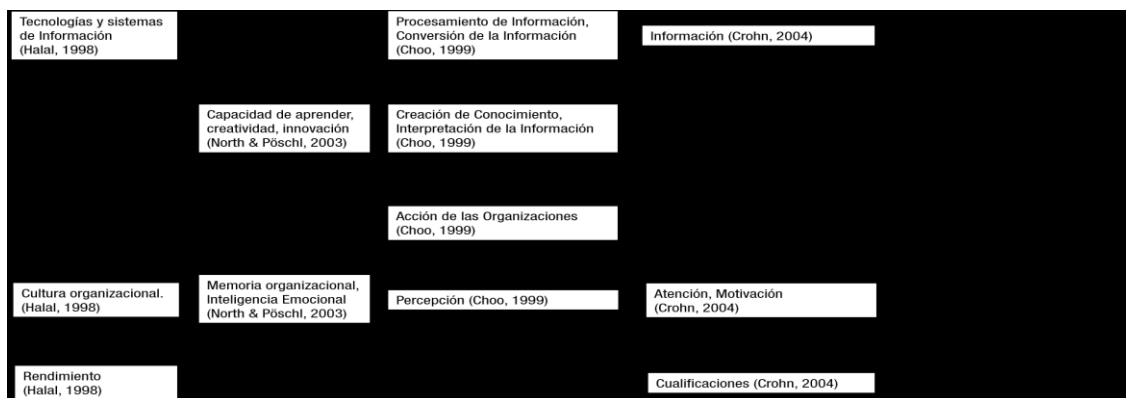 Tecnologías y sistemas
de Información
(Halal, 1998)
Procesamiento de Información,
Conversión de la Información
(Choo, 1999)
Información (Crohn, 2004)
Capacidad de aprender,
creatividad, innovación
(North & Pöschl, 2003)
Creación de Conocimiento,
Interpretación de la Información
(Choo, 1999)
Acción de las Organizaciones
(Choo, 1999)
Cultura organizacional.
(Halal, 1998)
Memoria organizacional,
Inteligencia Emocional
(North & Pöschl, 2003)
Percepción (Choo, 1999)
Atención, Motivación
(Crohn, 2004)
Rendimiento
(Halal, 1998)
Cualificaciones (Crohn, 2004)